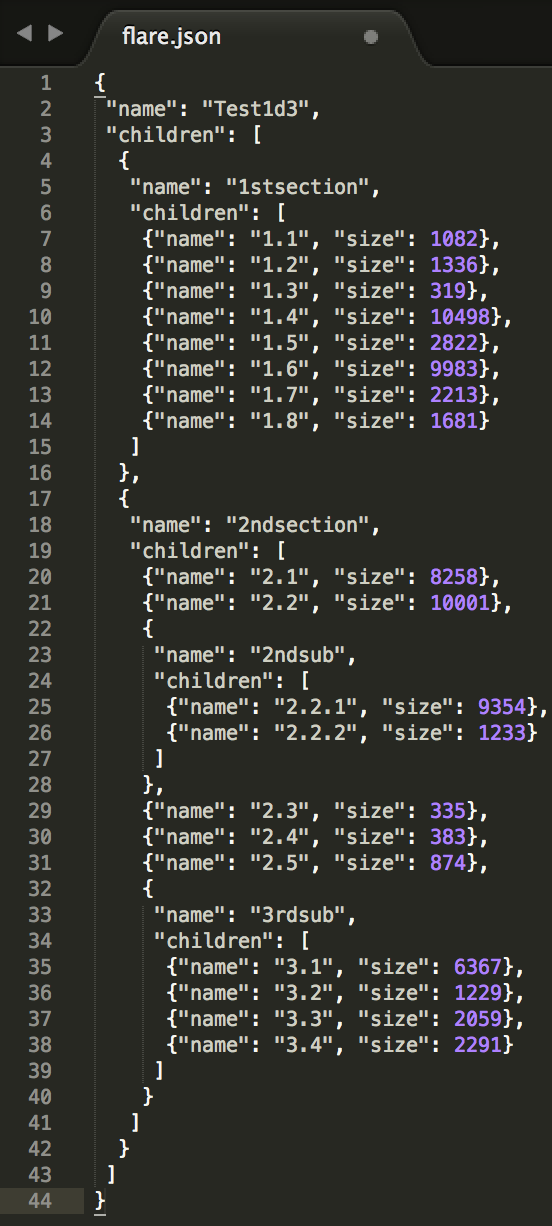 flare.json
1 {
2 "name": "Test1d3",
3 "children": [
4 {
5 "name": "1stsection",
6 "children": [
7 {"name": "1.1", "size": 1082},
8 {"name": "1.2", "size": 1336},
9 {"name": "1.3", "size": 319},
10 {"name": "1.4", "size": 10498},
11 {"name": "1.5", "size": 2822},
12 {"name": "1.6", "size": 9983},
13 {"name": "1.7", "size": 2213},
14 {"name": "1.8", "size": 1681}
15 ]
16 },
17 {
18 "name": "2ndsection",
19 "children": [
20 {"name": "2.1", "size": 8258},
21 {"name": "2.2", "size": 10001},
22 {
23 "name": "2ndsub",
24 "children": [
25 {"name": "2.2.1", "size": 9354},
26 {"name": "2.2.2", "size": 1233}
27 ]
28 },
29 {"name": "2.3", "size": 335},
30 {"name": "2.4", "size": 383},
31 {"name": "2.5", "size": 874},
32 {
33 "name": "3rdsub",
34 "children": [
35 {"name": "3.1", "size": 6367},
36 {"name": "3.2", "size": 1229},
37 {"name": "3.3", "size": 2059},
38 {"name": "3.4", "size": 2291}
39 ]
40 }
41 ]
42 }
43 ]
44 }